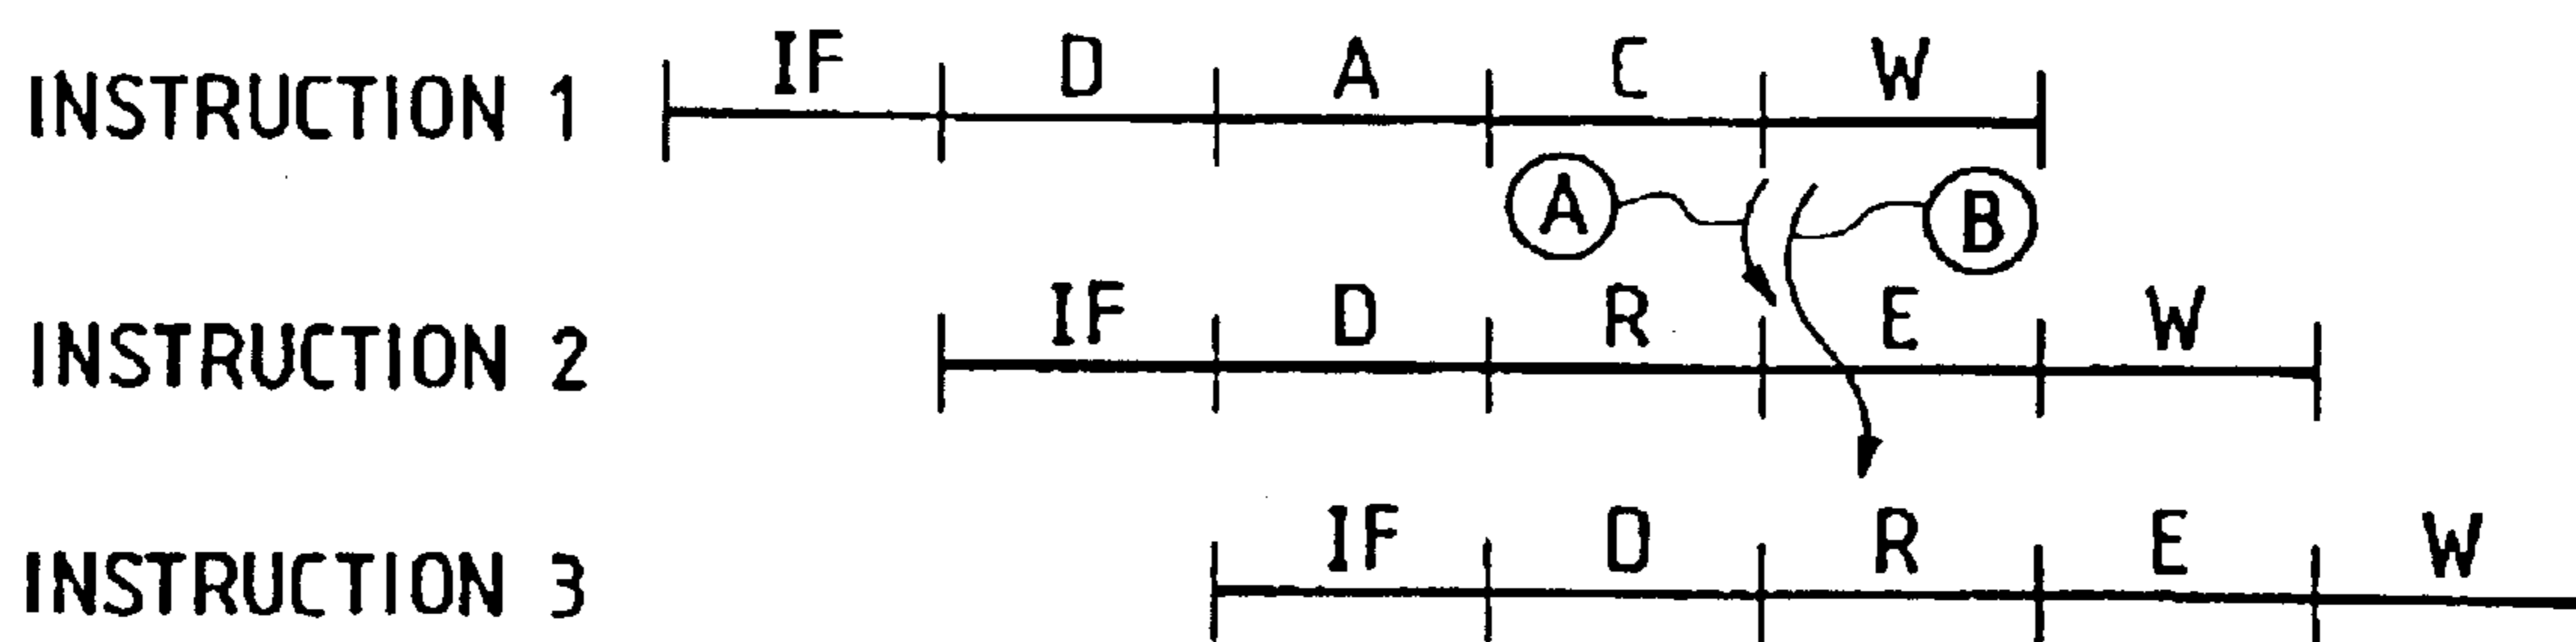 IF D A C W
INSTRUCTION 1
A B
IF D R E W
INSTRUCTION 2
IF D R E W
INSTRUCTION 3